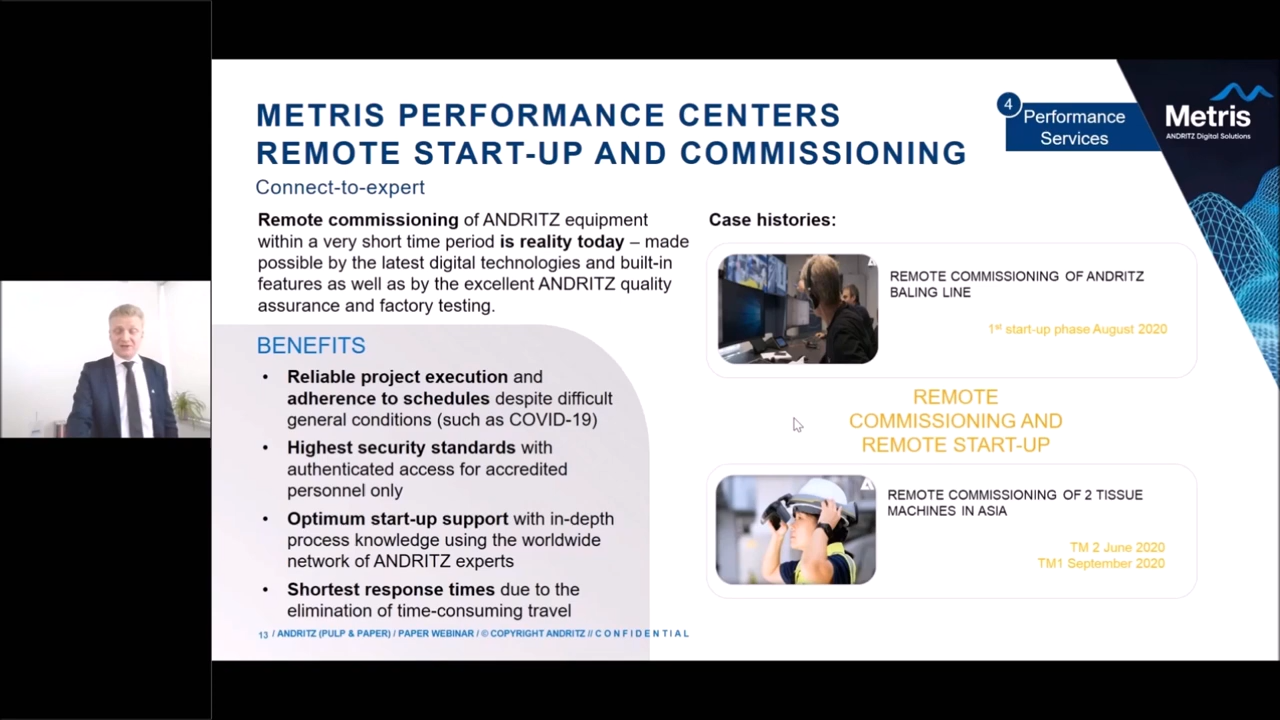 METRIS PERFORMANCE CENTERS
REMOTE START-UP AND COMMISSIONING
Connect-to-expert
4
Performance
Services
Metris
ANDRITZ Digital Solutions
Remote commissioning of ANDRITZ equipment
within a very short time period is reality today – made
possible by the latest digital technologies and built-in
features as well as by the excellent ANDRITZ quality
assurance and factory testing.
BENEFITS
• Reliable project execution and
adherence to schedules despite difficult
general conditions (such as COVID-19)
• Highest security standards with
authenticated access for accredited
personnel only
• Optimum start-up support with in-depth
process knowledge using the worldwide
network of ANDRITZ experts
• Shortest response times due to the
elimination of time-consuming travel
Case histories:
REMOTE COMMISSIONING OF ANDRITZ
BALING LINE
1st start-up phase August 2020
REMOTE
COMMISSIONING AND
REMOTE START-UP
REMOTE COMMISSIONING OF 2 TISSUE
MACHINES IN ASIA
TM 2 June 2020
TM1 September 2020
13 / ANDRITZ (PULP & PAPER) / PAPER WEBINAR / © COPYRIGHT ANDRITZ // CONFIDENTIAL